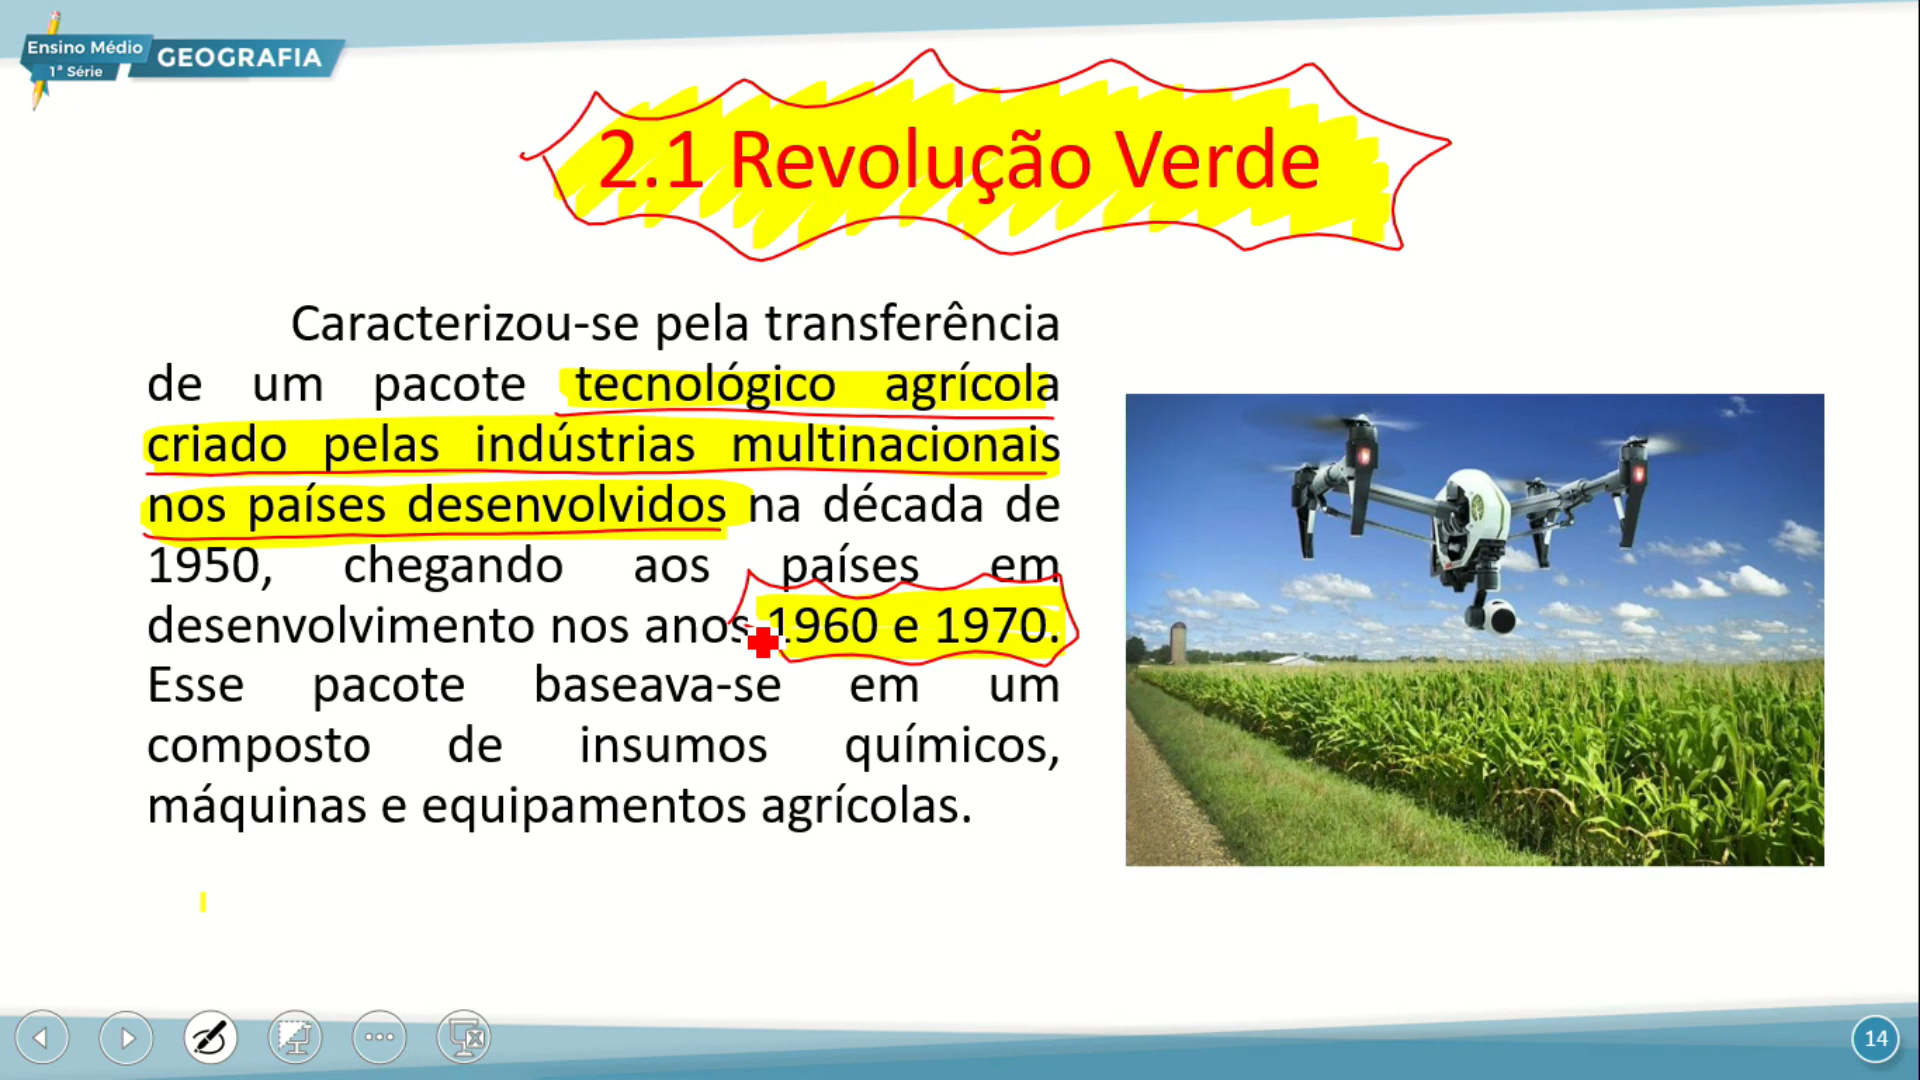 Ensino Médio
1ª Série
GEOGRAFIA
2.1 Revolução Verde
Caracterizou-se pela transferência
de um pacote tecnológico agrícola
criado pelas indústrias multinacionais
nos países desenvolvidos na década de
1950, chegando aos países em
desenvolvimento nos anos 1960 e 1970.
Esse pacote baseava-se em um
composto de insumos químicos,
máquinas e equipamentos agrícolas.
14